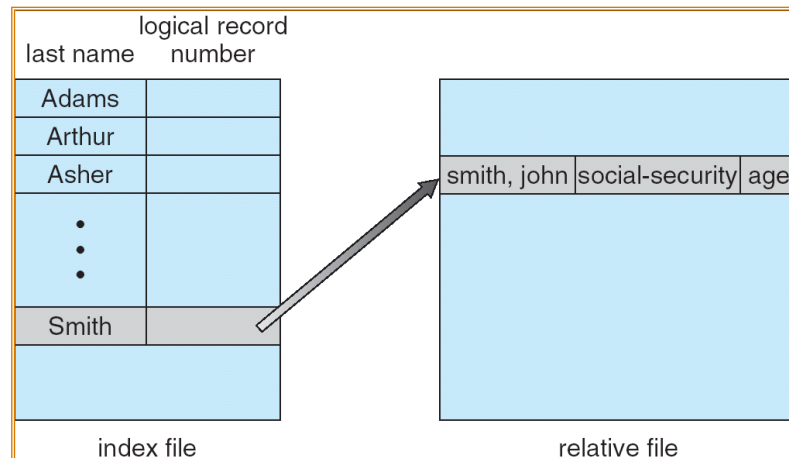 logical record
last name number
Adams
Arthur
Asher
smith, john social-security age
Smith
index file relative file